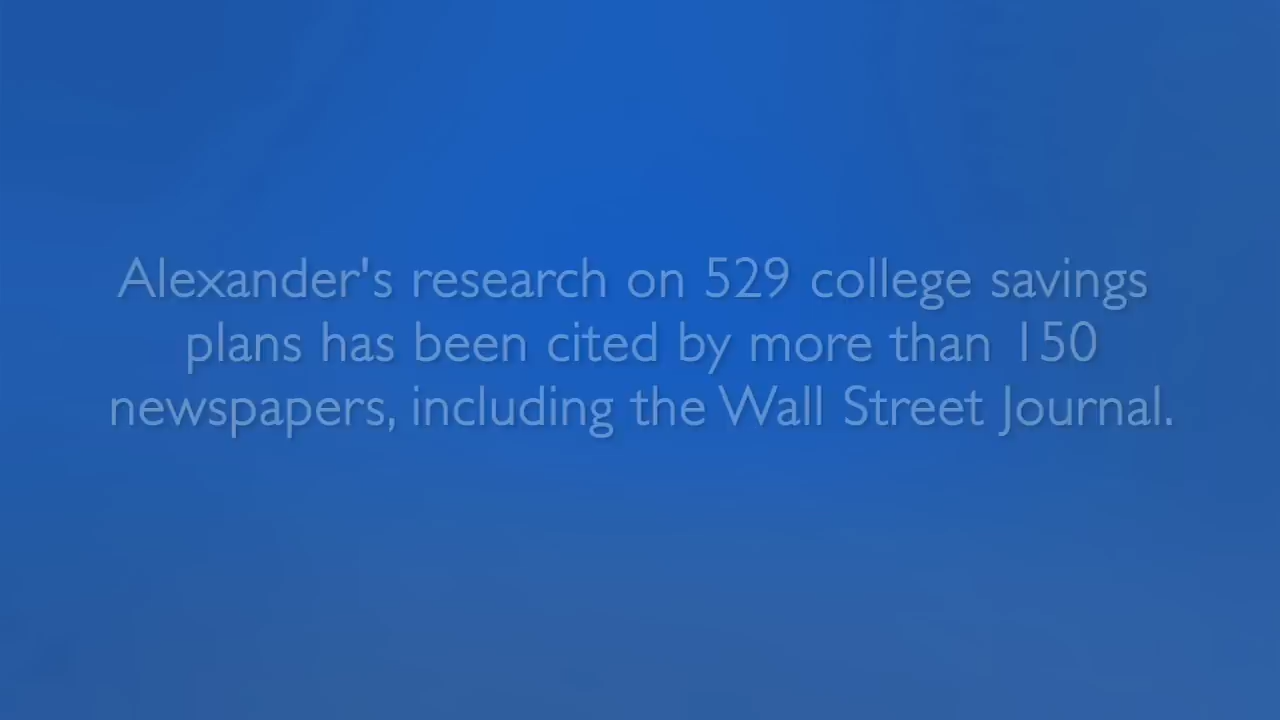 Alexander's research on 529 college savings
plans has been cited by more than 150
newspapers, including the Wall Street Journal.